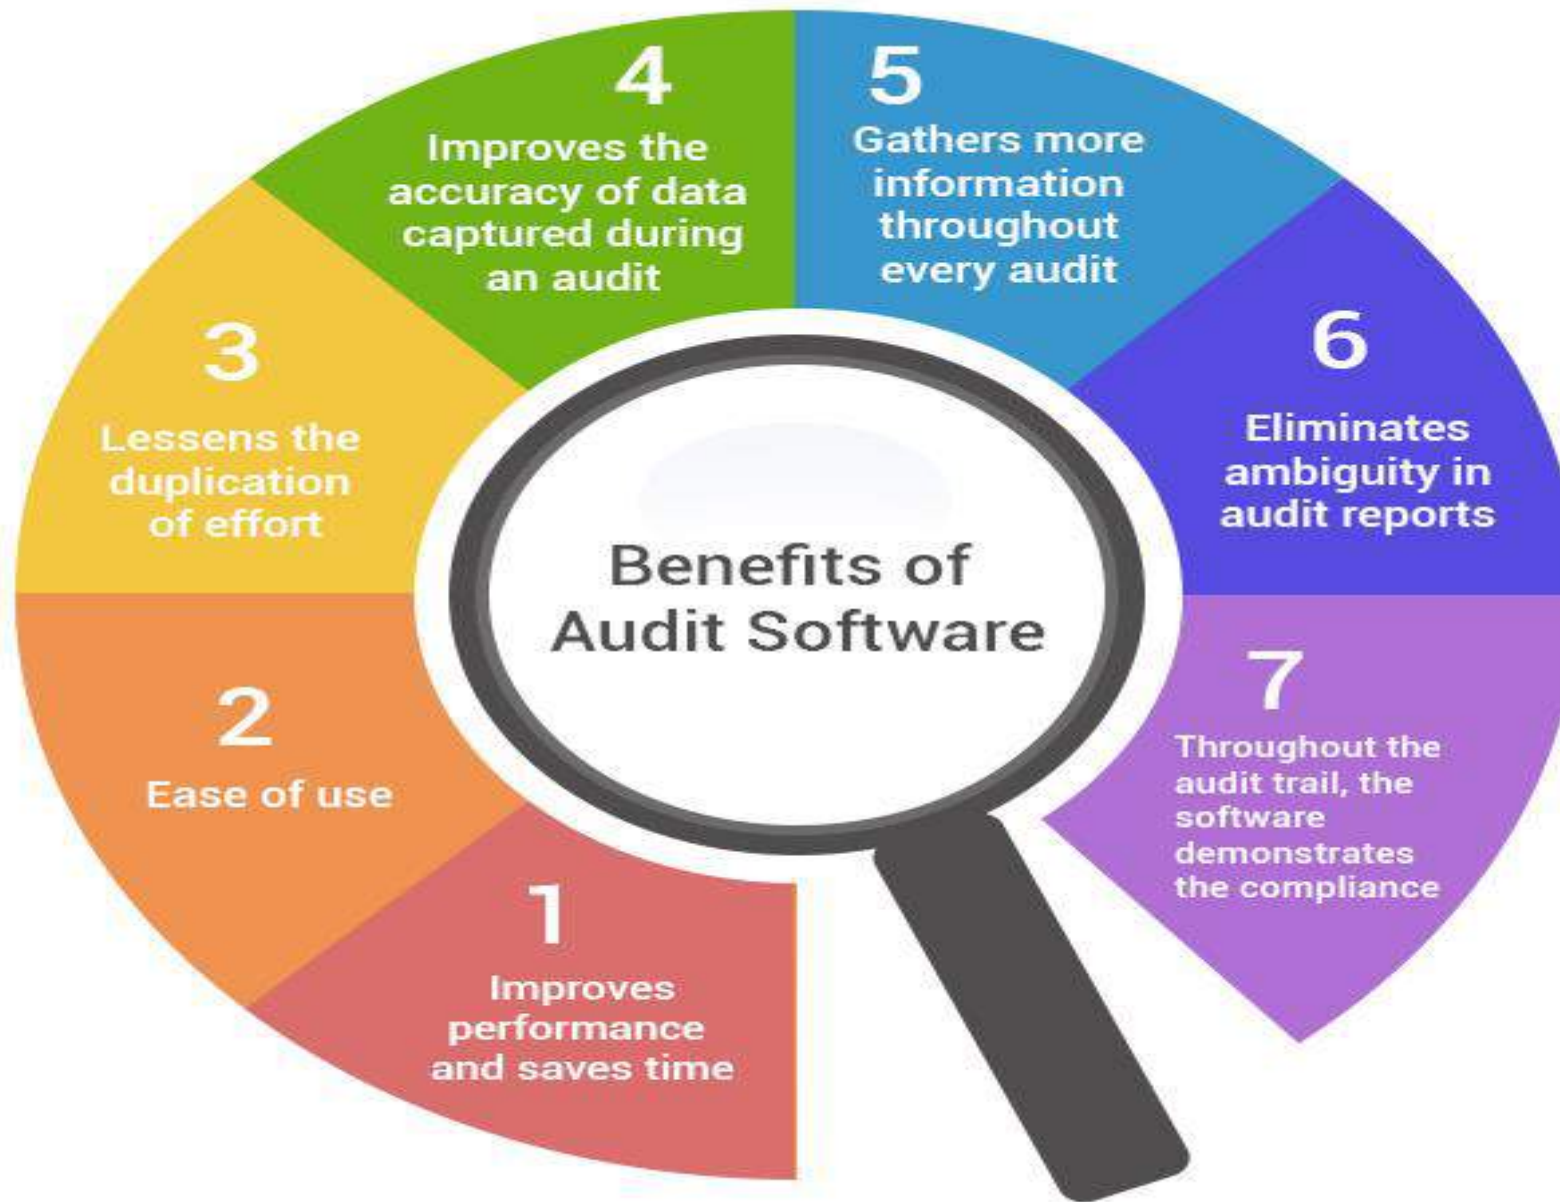 Benefits of
Audit Software
1
Improves
performance
and saves time
2
Ease of use
3
Lessens the
duplication
of effort
4
Improves the
accuracy of data
captured during
an audit
5
Gathers more
information
throughout
every audit
6
Eliminates
ambiguity in
audit reports
7
Throughout the
audit trail, the
software
demonstrates
the compliance